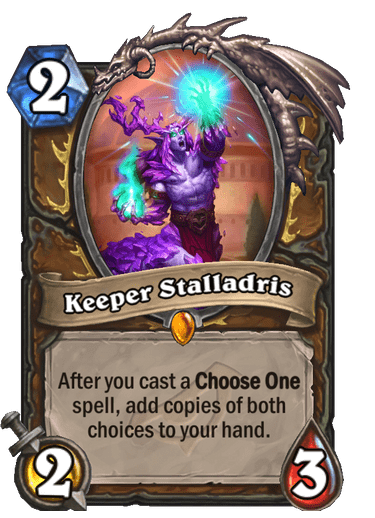 2
Keeper Stalladris
After you cast a Choose One
spell, add copies of both
choices to your hand.
2
3